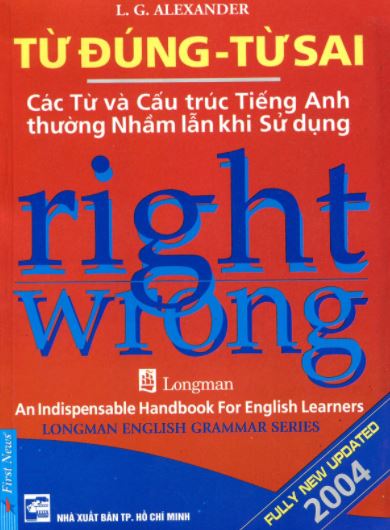 L. G. ALEXANDER
TỪ ĐÚNG - TỪ SAI
Các Từ và Cấu trúc Tiếng Anh
thường Nhầm lẫn khi Sử dụng
right
wrong
Longman
An Indispensable Handbook For English Learners
LONGMAN ENGLISH GRAMMAR SERIES
FULLY NEW UPDATED
2004
First News
NHÀ XUẤT BẢN TP. HỒ CHÍ MINH